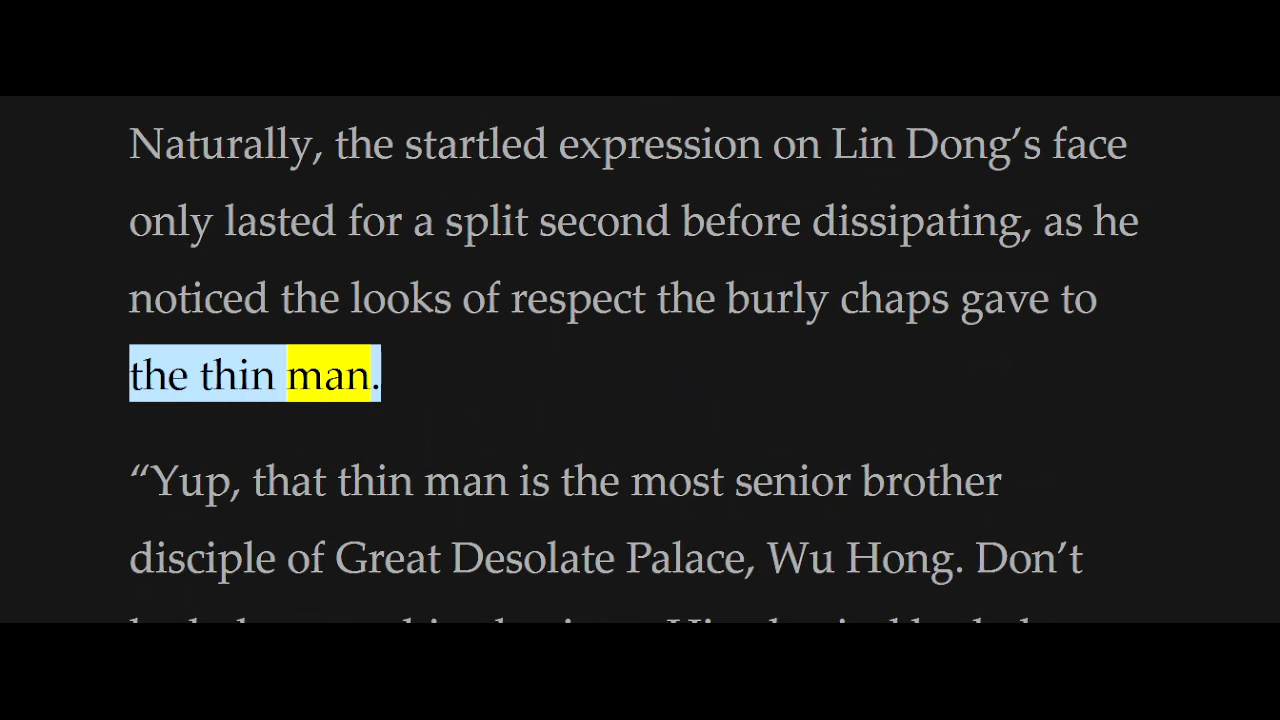 Naturally, the startled expression on Lin Dong’s face
only lasted for a split second before dissipating, as he
noticed the looks of respect the burly chaps gave to
the thin man.
“Yup, that thin man is the most senior brother
disciple of Great Desolate Palace, Wu Hong. Don’t